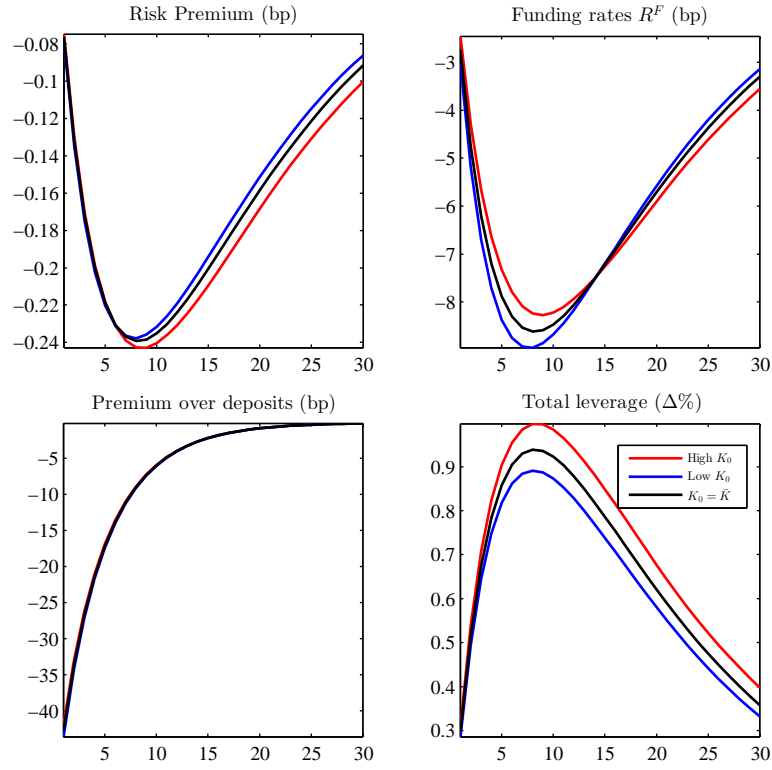 Risk Premium (bp)
−0.08
−0.1
−0.12
−0.14
−0.16
−0.18
−0.2
−0.22
−0.24
5 10 15 20 25 30
Funding rates R^F (bp)
−3
−4
−5
−6
−7
−8
5 10 15 20 25 30
Premium over deposits (bp)
−5
−10
−15
−20
−25
−30
−35
−40
5 10 15 20 25 30
Total leverage (Δ%)
0.9
0.8
0.7
0.6
0.5
0.4
0.3
5 10 15 20 25 30
High K₀
Low K₀
K₀ = K̄